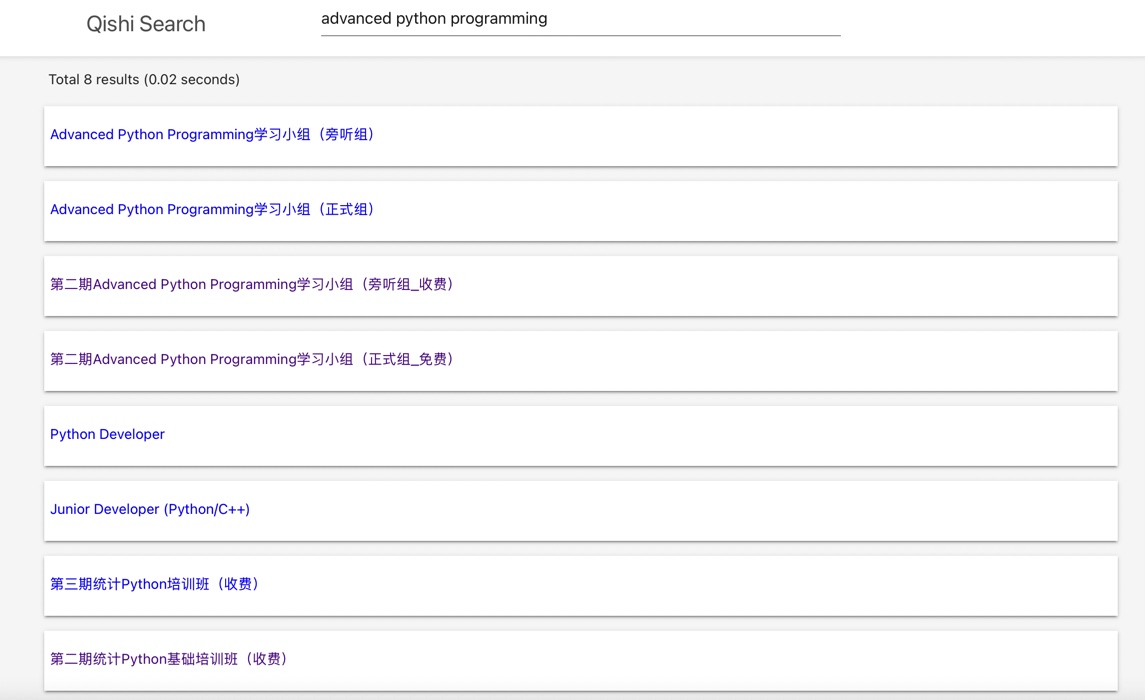 Qishi Search
advanced python programming
Total 8 results (0.02 seconds)
Advanced Python Programming学习小组（旁听组）
Advanced Python Programming学习小组（正式组）
第二期Advanced Python Programming学习小组（旁听组_收费）
第二期Advanced Python Programming学习小组（正式组_免费）
Python Developer
Junior Developer (Python/C++)
第三期统计Python培训班（收费）
第二期统计Python基础培训班（收费）